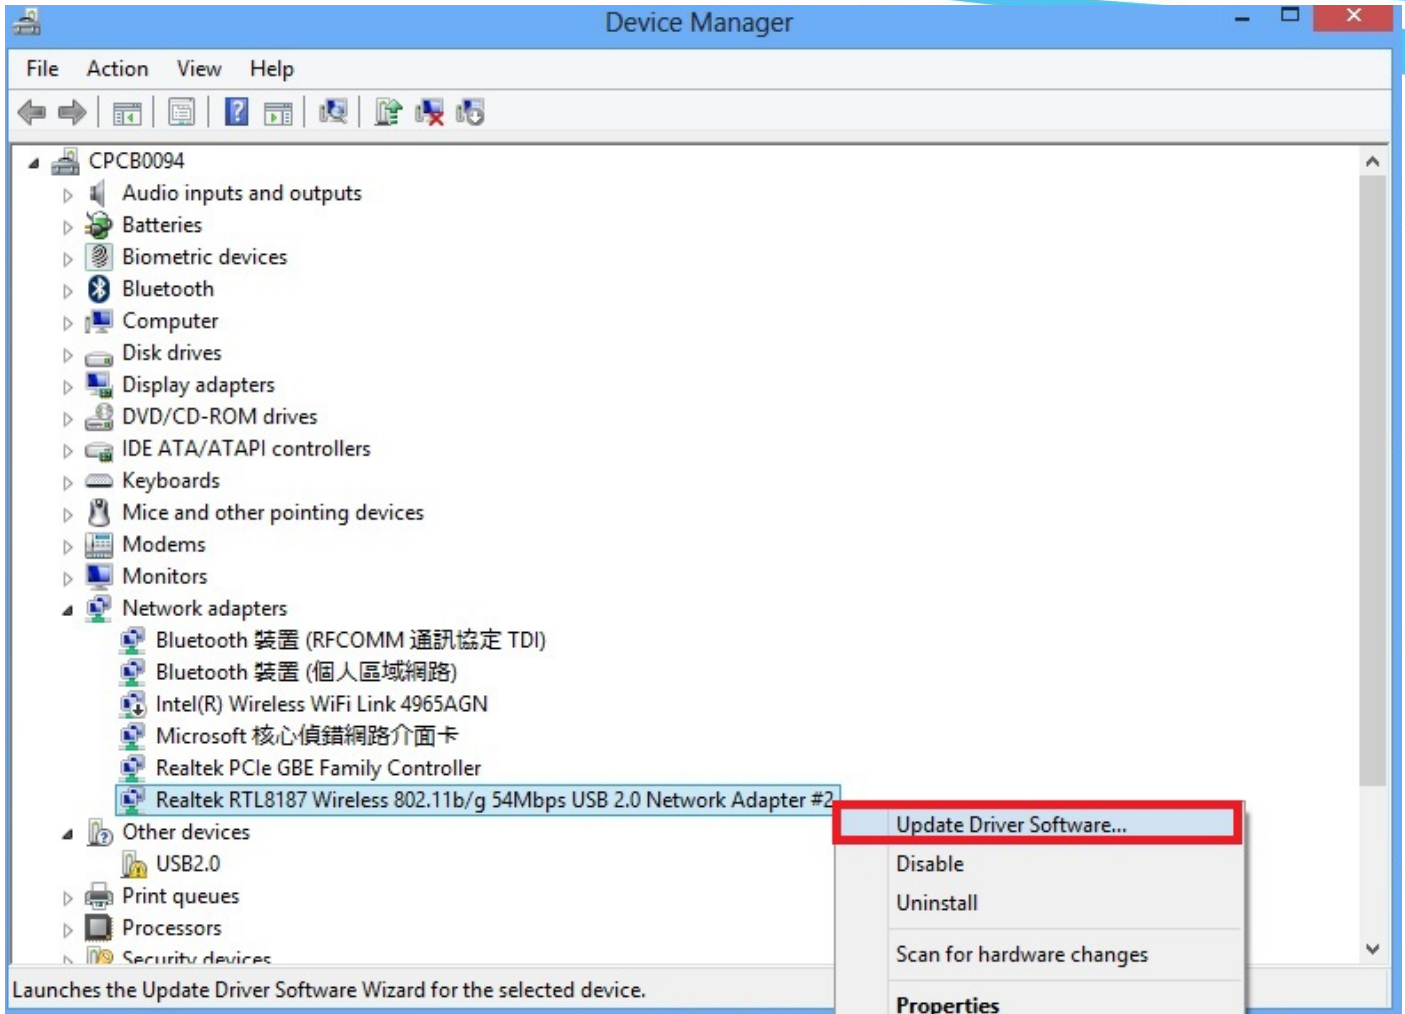 Device Manager
File Action View Help
CPCB0094
Audio inputs and outputs
Batteries
Biometric devices
Bluetooth
Computer
Disk drives
Display adapters
DVD/CD-ROM drives
IDE ATA/ATAPI controllers
Keyboards
Mice and other pointing devices
Modems
Monitors
Network adapters
Bluetooth 裝置 (RFCOMM 通訊協定 TDI)
Bluetooth 裝置 (個人區域網路)
Intel(R) Wireless WiFi Link 4965AGN
Microsoft 核心偵錯網路介面卡
Realtek PCIe GBE Family Controller
Realtek RTL8187 Wireless 802.11b/g 54Mbps USB 2.0 Network Adapter #2
Other devices
USB2.0
Print queues
Processors
Security devices
Update Driver Software...
Disable
Uninstall
Scan for hardware changes
Properties
Launches the Update Driver Software Wizard for the selected device.